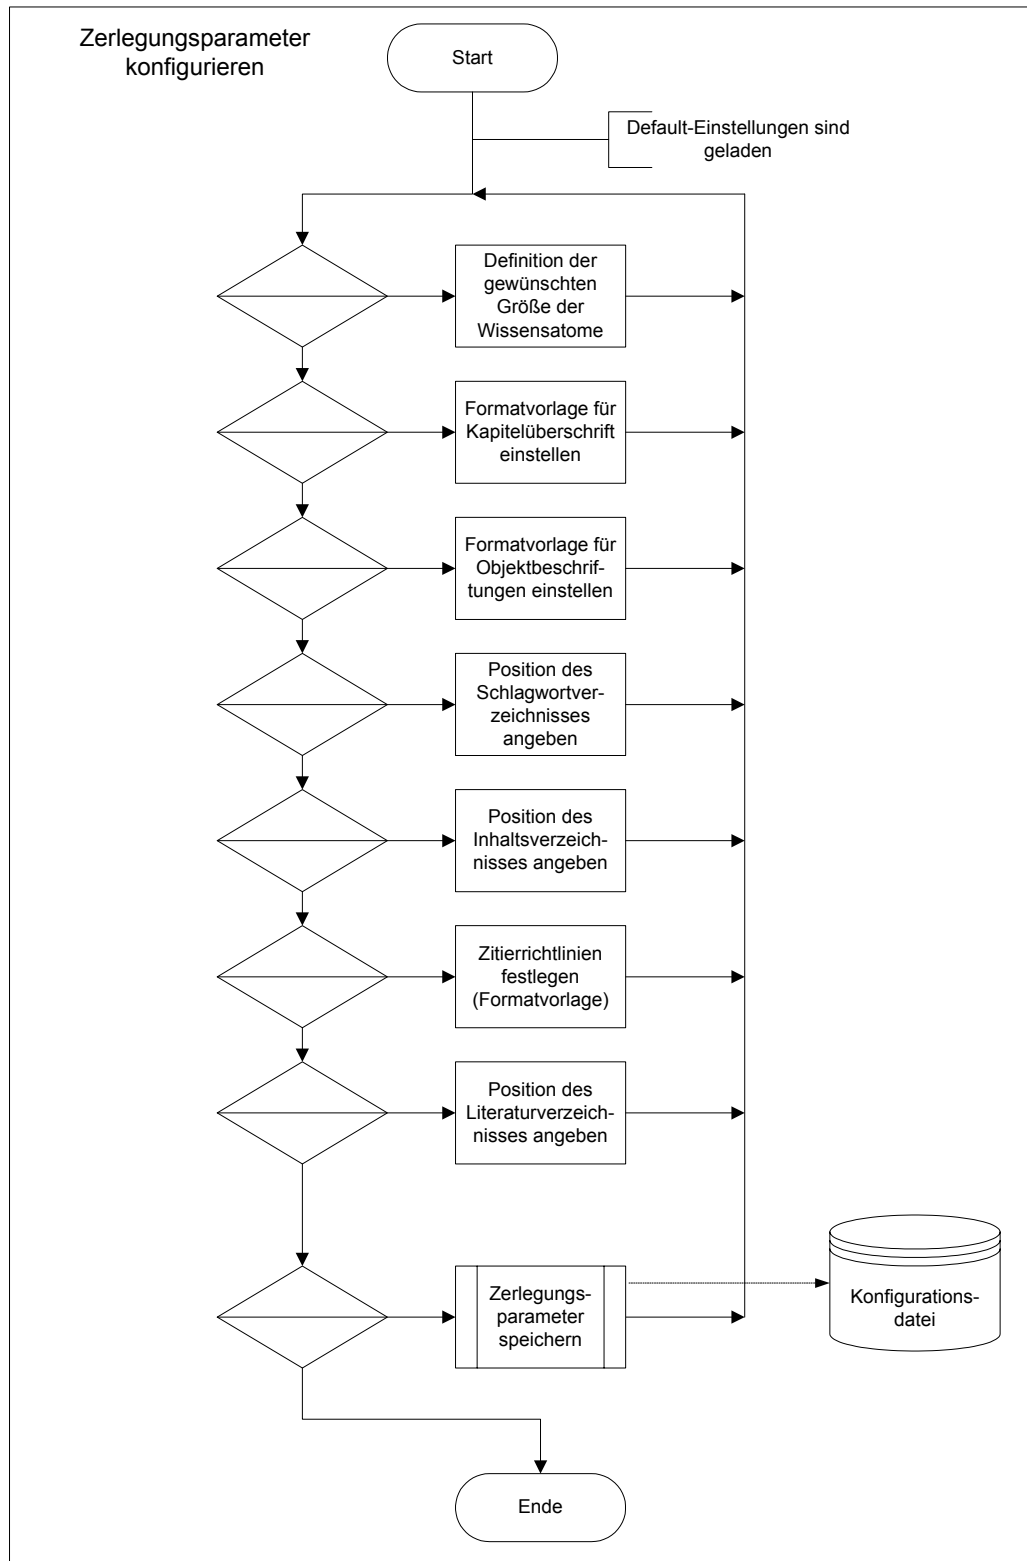 Zerlegungsparameter
konfigurieren
Start
Default-Einstellungen sind
geladen
Definition der
gewünschten
Größe der
Wissensatome
Formatvorlage für
Kapitelüberschrift
einstellen
Formatvorlage für
Objektbeschrif-
tungen einstellen
Position des
Schlagwortver-
zeichnisses
angeben
Position des
Inhaltsverzeich-
nisses angeben
Zitierrichtlinien
festlegen
(Formatvorlage)
Position des
Literaturverzeich-
nisses angeben
Zerlegungs-
parameter
speichern
Konfigurations-
datei
Ende